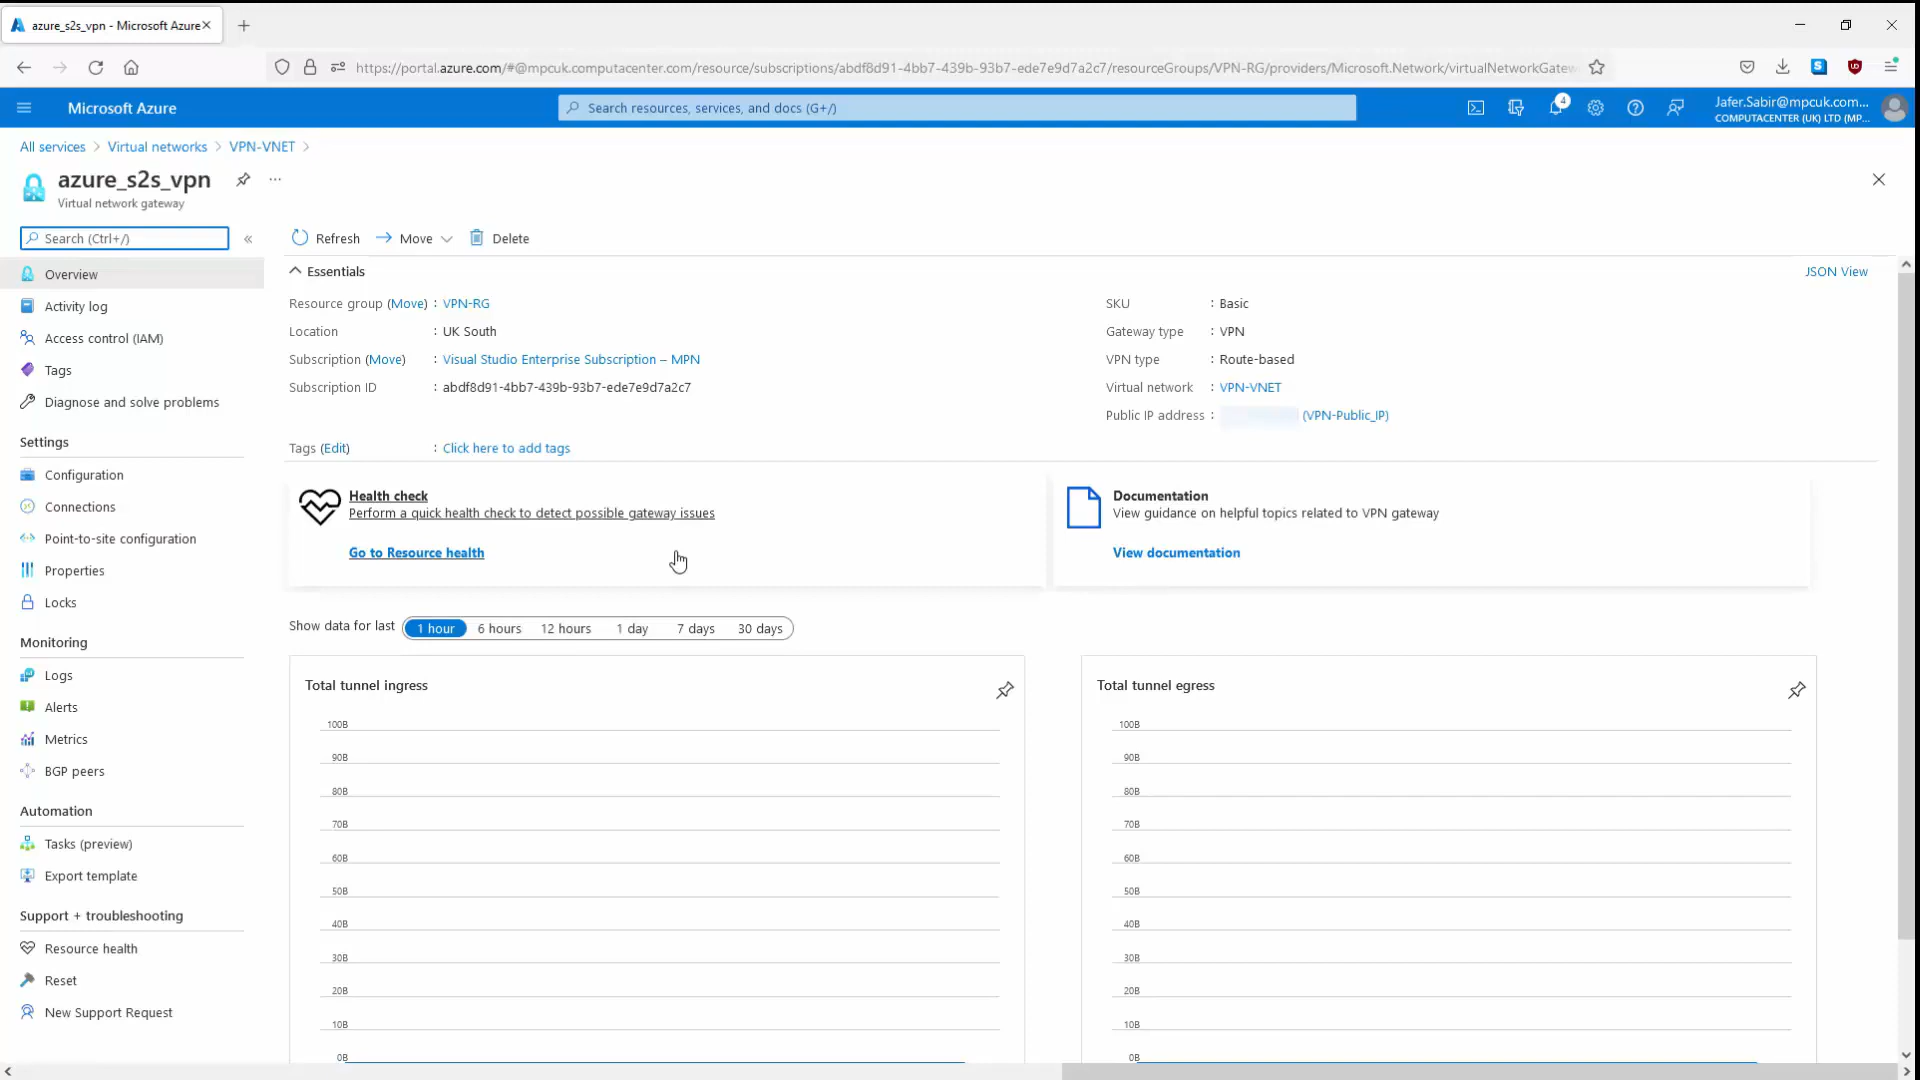 azure_s2s_vpn - Microsoft Azure
https://portal.azure.com/#@mpcuk.computacenter.com/resource/subscriptions/abdf8d91-4bb7-439b-93b7-ede7e9d7a2c7/resourceGroups/VPN-RG/providers/Microsoft.Network/virtualNetworkGatew
Microsoft Azure
Search resources, services, and docs (G+/)
4
Jafer.Sabir@mpcuk.com...
COMPUTACENTER (UK) LTD (MP...
All services > Virtual networks > VPN-VNET >
azure_s2s_vpn
Virtual network gateway
Search (Ctrl+/)
Refresh
Move
Delete
Overview
Activity log
Access control (IAM)
Tags
Diagnose and solve problems
Settings
Configuration
Connections
Point-to-site configuration
Properties
Locks
Monitoring
Logs
Alerts
Metrics
BGP peers
Automation
Tasks (preview)
Export template
Support + troubleshooting
Resource health
Reset
New Support Request
Essentials
JSON View
Resource group (Move) : VPN-RG
Location : UK South
Subscription (Move) : Visual Studio Enterprise Subscription – MPN
Subscription ID : abdf8d91-4bb7-439b-93b7-ede7e9d7a2c7
SKU : Basic
Gateway type : VPN
VPN type : Route-based
Virtual network : VPN-VNET
Public IP address : (VPN-Public_IP)
Tags (Edit) : Click here to add tags
Health check
Perform a quick health check to detect possible gateway issues
Go to Resource health
Documentation
View guidance on helpful topics related to VPN gateway
View documentation
Show data for last
1 hour
6 hours
12 hours
1 day
7 days
30 days
Total tunnel ingress
100B
90B
80B
70B
60B
50B
40B
30B
20B
10B
0B
Total tunnel egress
100B
90B
80B
70B
60B
50B
40B
30B
20B
10B
0B